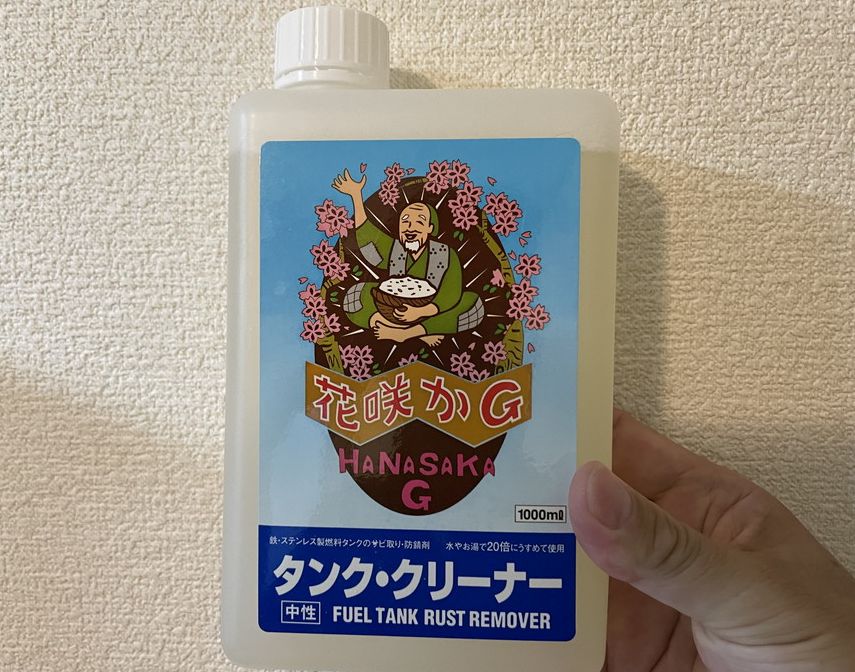 花咲かG
HANASAKA
G
1000ml
鉄・ステンレス製燃料タンクのサビ取り・防錆剤 水やお湯で20倍にうすめて使用
タンク・クリーナー
中性 FUEL TANK RUST REMOVER